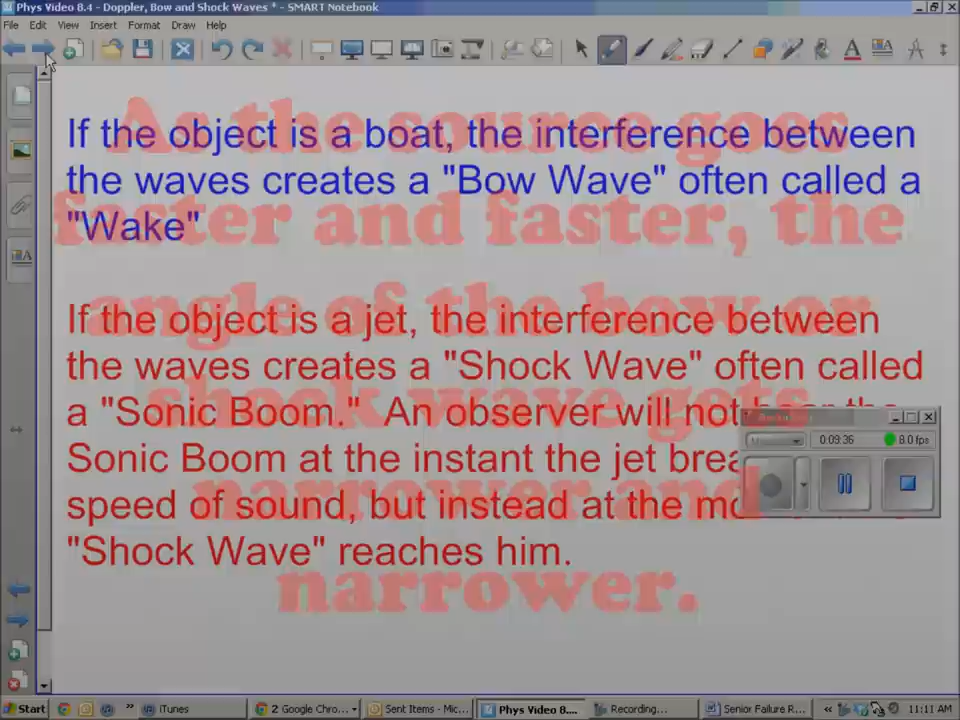 Phys Video 8.4 - Doppler, Bow and Shock Waves * - SMART Notebook
File Edit View Insert Format Draw Help
If the object is a boat, the interference between
the waves creates a "Bow Wave" often called a
"Wake"
If the object is a jet, the interference between
the waves creates a "Shock Wave" often called
a "Sonic Boom." An observer will not
Sonic Boom at the instant the jet
speed of sound, but instead at the
"Shock Wave" reaches him.
As the source goes
faster and faster, the
angle of the bow or
shock wave gets
narrower and
narrower.
0:09:36 8.0 fps
Start iTunes 2 Google Chro... Sent Items - Mic... Phys Video 8.... Recording... Senior Failure R... 11:11 AM